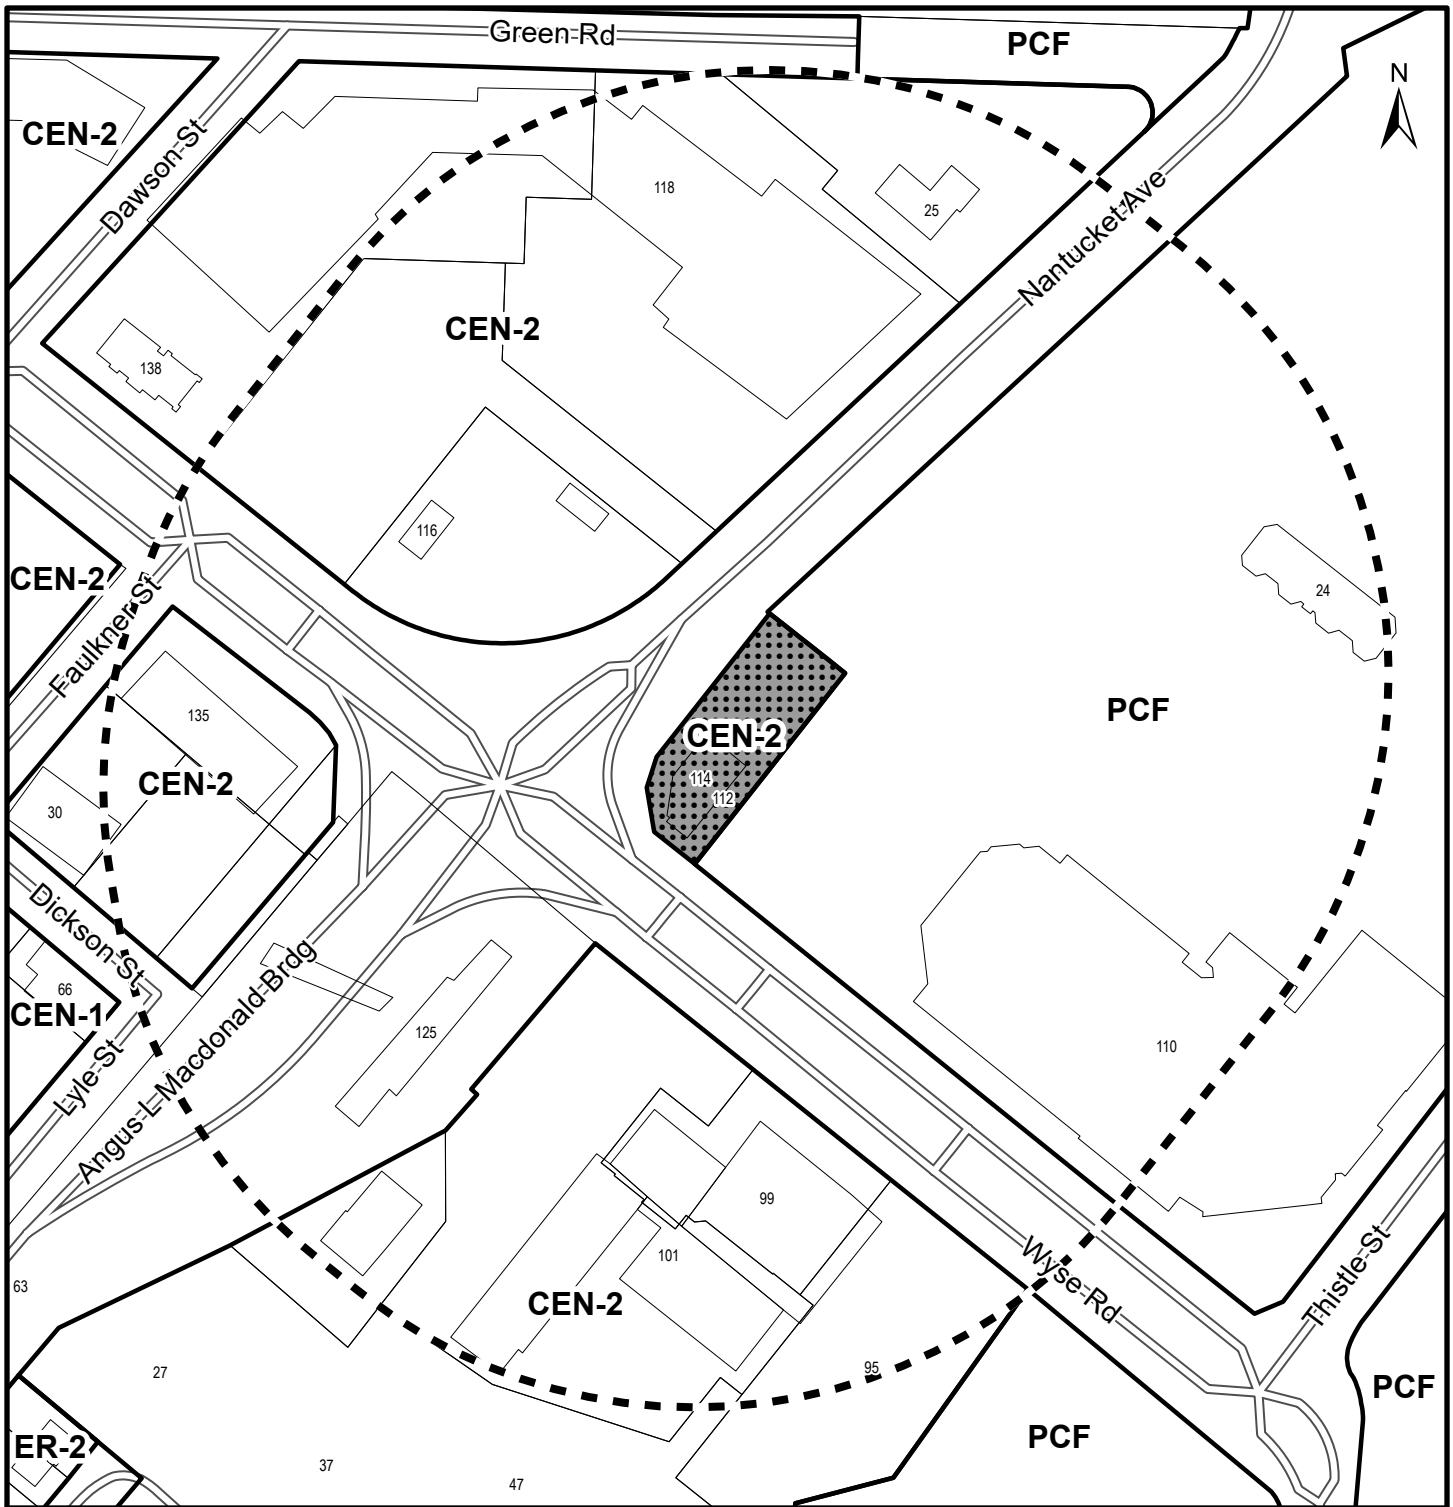 Green Rd
PCF
N
CEN-2
Dawson St
118
25
Nantucket Ave
CEN-2
138
116
CEN-2
24
Faulkner St
PCF
135
CEN-2
CEN-2
114
112
30
Dickson St
66
CEN-1
125
110
Lyle St
Angus L Macdonald Brdg
99
101
Wyse Rd
Thistle St
63
CEN-2
27
95
PCF
PCF
ER-2
37
47